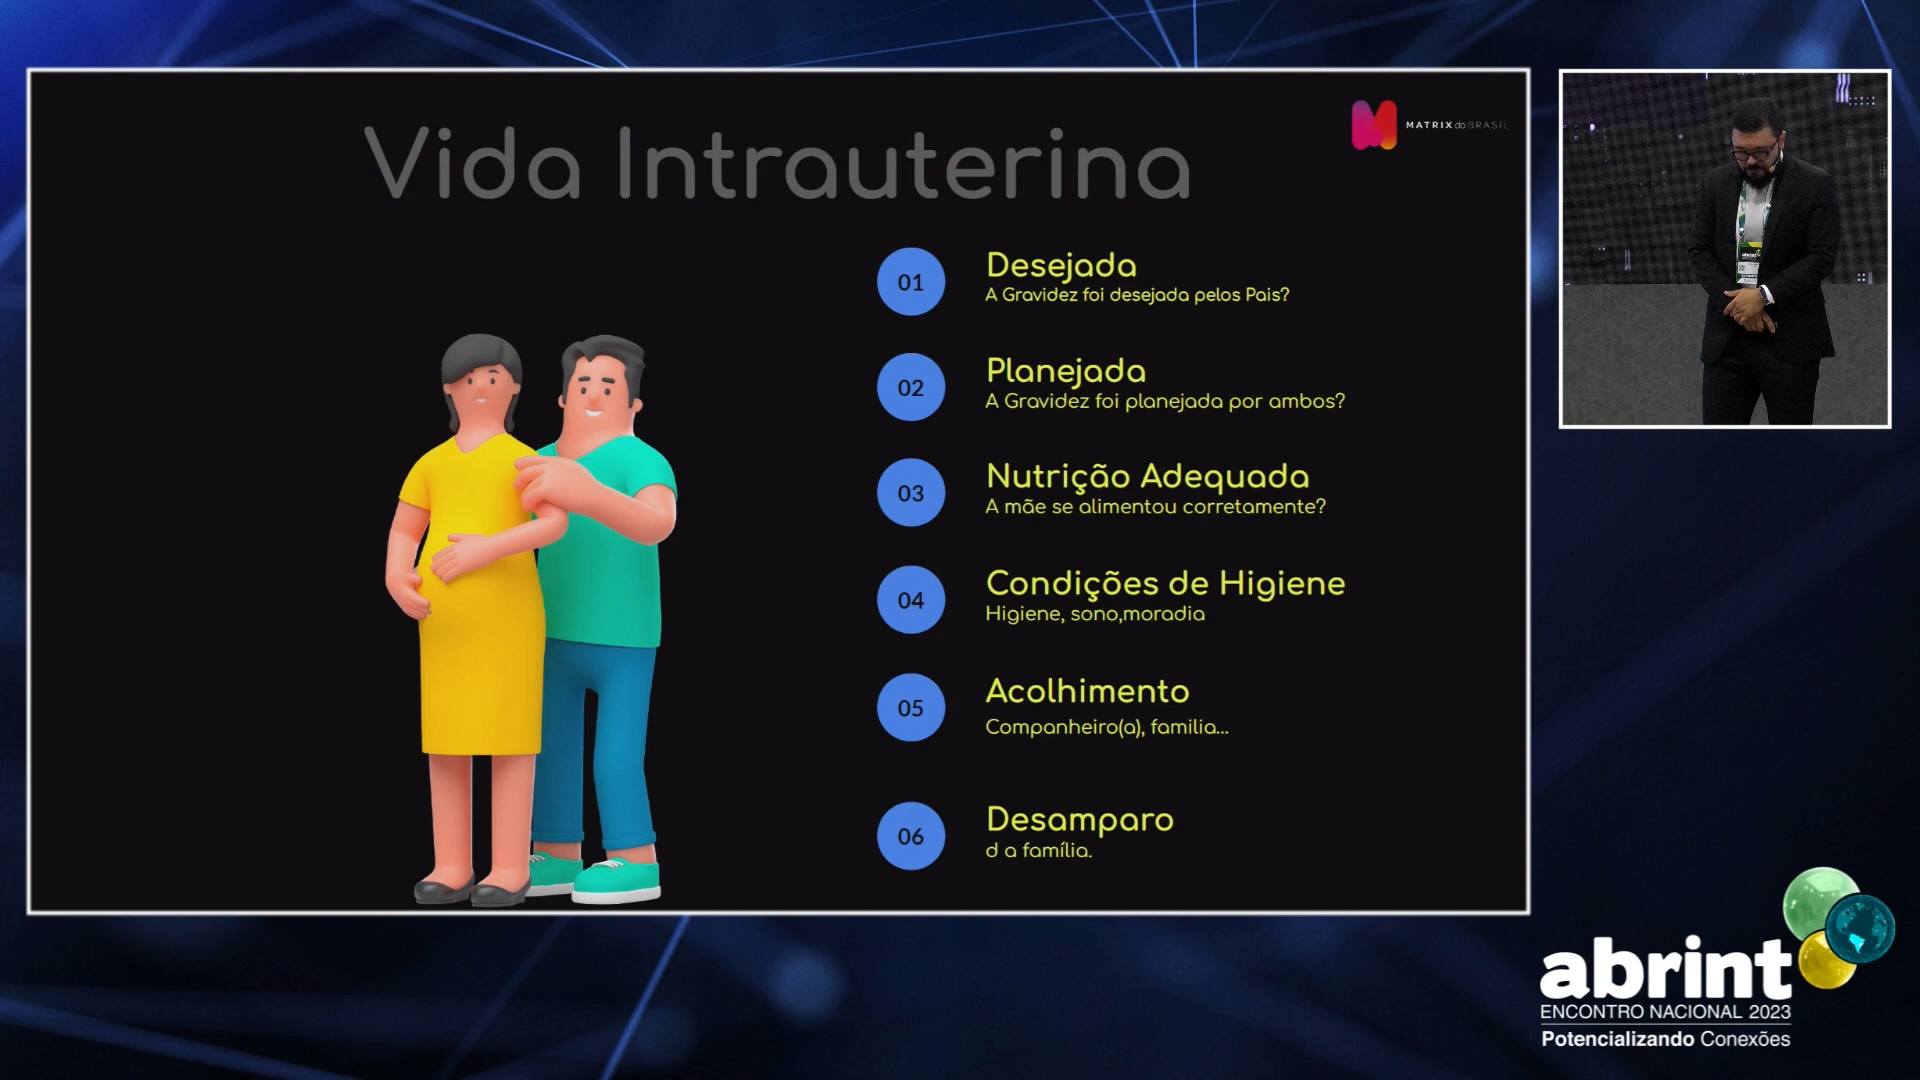 Vida Intrauterina
MATRIX do BRASIL
01
Desejada
A Gravidez foi desejada pelos Pais?
02
Planejada
A Gravidez foi planejada por ambos?
03
Nutrição Adequada
A mãe se alimentou corretamente?
04
Condições de Higiene
Higiene, sono,moradia
05
Acolhimento
Companheiro(a), familia...
06
Desamparo
d a família.
abrint
abrint
ENCONTRO NACIONAL 2023
Potencializando Conexões